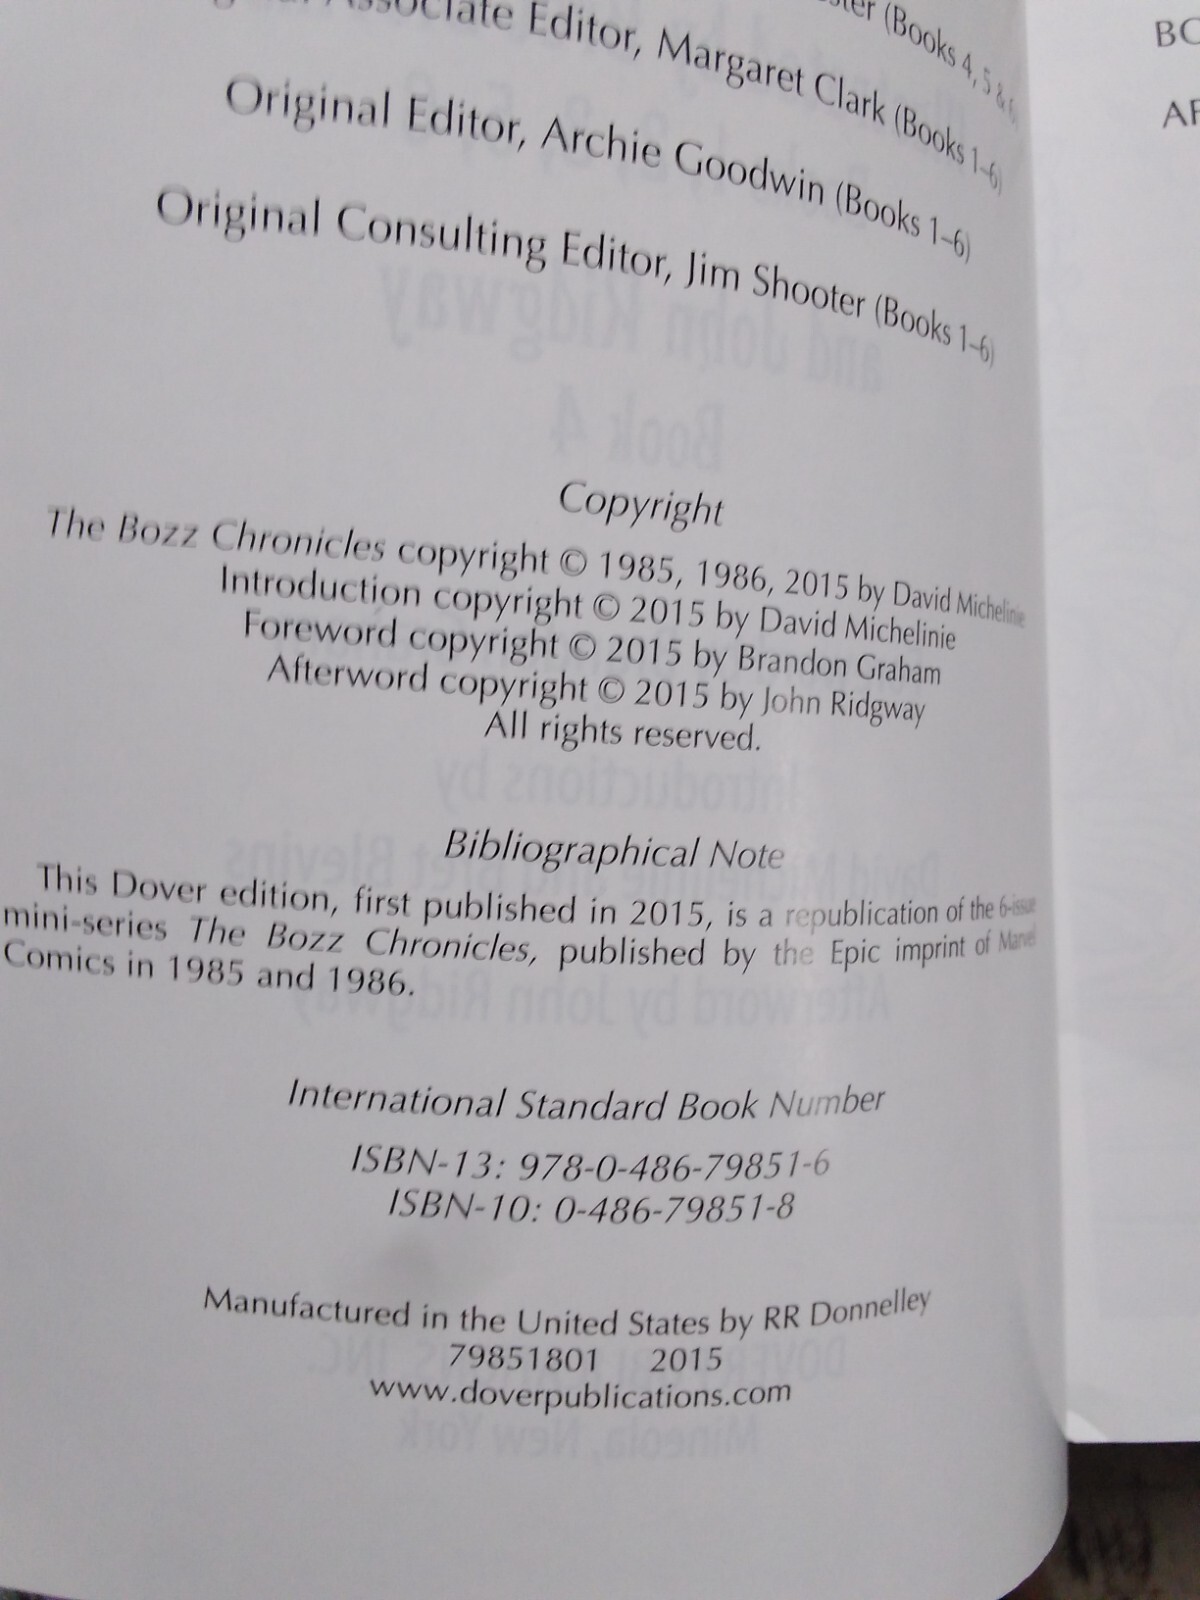 Associate Editor, Margaret Clark (Books 1–6)
(Books 4, 5 & 6)
Original Editor, Archie Goodwin (Books 1–6)
Original Consulting Editor, Jim Shooter (Books 1–6)
Copyright
The Bozz Chronicles copyright © 1985, 1986, 2015 by David Michelinie
Introduction copyright © 2015 by David Michelinie
Foreword copyright © 2015 by Brandon Graham
Afterword copyright © 2015 by John Ridgway
All rights reserved.
Bibliographical Note
This Dover edition, first published in 2015, is a republication of the 6-issue
mini-series The Bozz Chronicles, published by the Epic imprint of Marvel
Comics in 1985 and 1986.
International Standard Book Number
ISBN-13: 978-0-486-79851-6
ISBN-10: 0-486-79851-8
Manufactured in the United States by RR Donnelley
79851801 2015
www.doverpublications.com